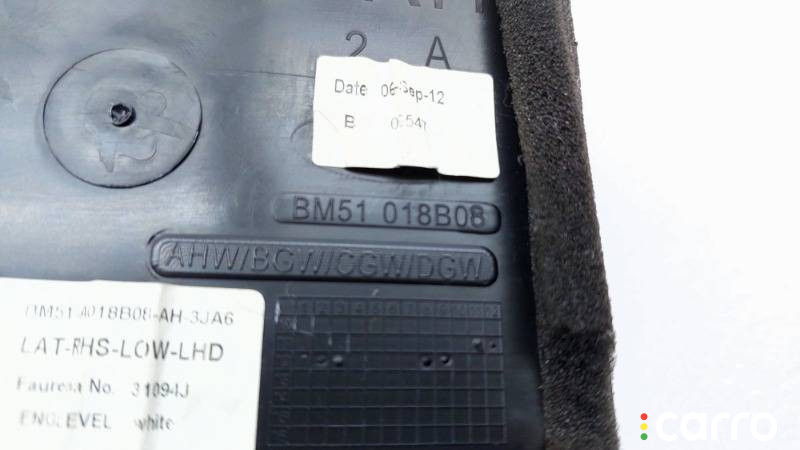 2 A
Date 06-Sep-12
B
BM51 018B08
AHW/BGW/CGW/DGW
BM51 A018B08-AH-3JA6
LAT-RHS-LOW-LHD
Faurecia No. 31094J
ENG.LEVEL white
carro